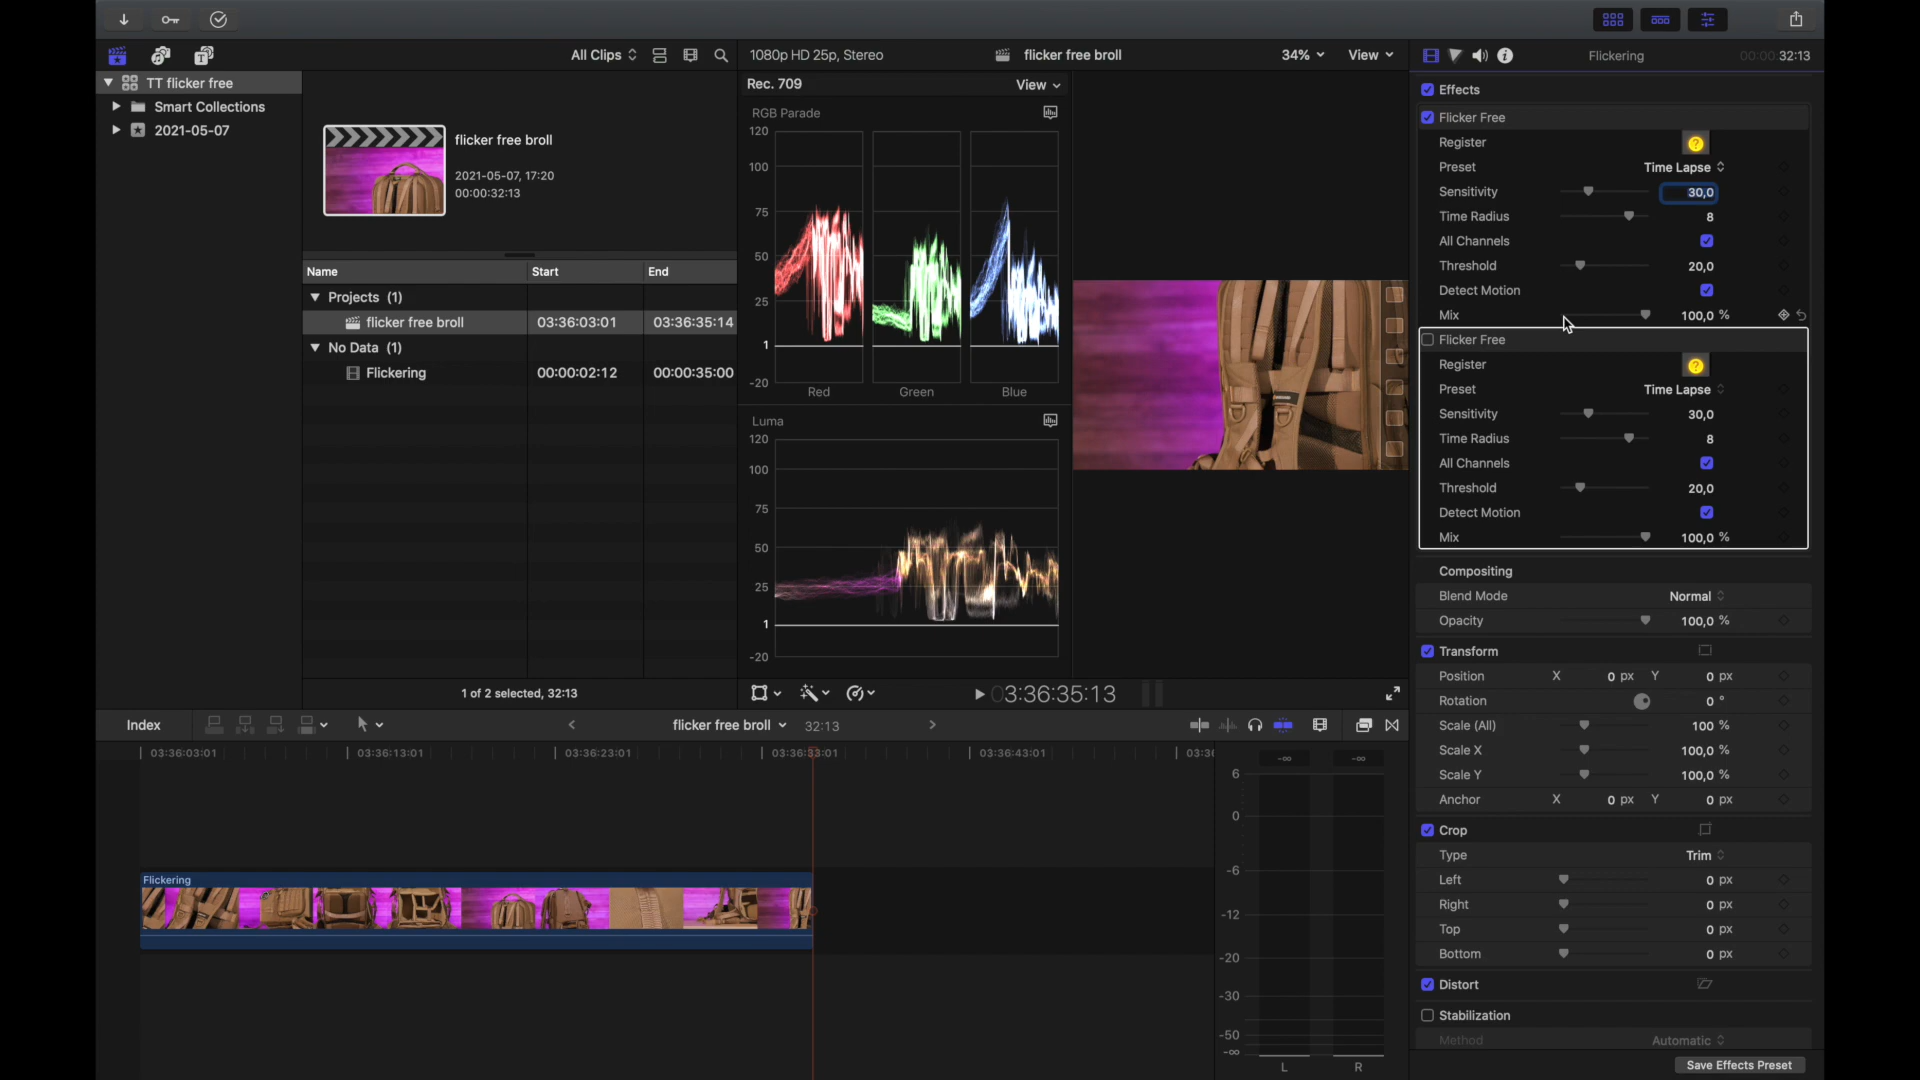 All Clips
1080p HD 25p, Stereo
flicker free broll
34%
View
Flickering
00:00:32:13
TT flicker free
Smart Collections
2021-05-07
flicker free broll
2021-05-07, 17:20
00:00:32:13
Name
Start
End
Projects (1)
flicker free broll
03:36:03:01
03:36:35:14
No Data (1)
Flickering
00:00:02:12
00:00:35:00
1 of 2 selected, 32:13
Rec. 709
View
RGB Parade
120
100
75
50
25
1
-20
Red
Green
Blue
Luma
120
100
75
50
25
1
-20
03:36:35:13
Effects
Flicker Free
Register
?
Preset
Time Lapse
Sensitivity
30,0
Time Radius
8
All Channels
Threshold
20,0
Detect Motion
Mix
100,0 %
Flicker Free
Register
?
Preset
Time Lapse
Sensitivity
30,0
Time Radius
8
All Channels
Threshold
20,0
Detect Motion
Mix
100,0 %
Compositing
Blend Mode
Normal
Opacity
100,0 %
Transform
Position
X
0 px
Y
0 px
Rotation
0 °
Scale (All)
100 %
Scale X
100,0 %
Scale Y
100,0 %
Anchor
X
0 px
Y
0 px
Crop
Type
Trim
Left
0 px
Right
0 px
Top
0 px
Bottom
0 px
Distort
Stabilization
Method
Automatic
Save Effects Preset
Index
flicker free broll
32:13
03:36:03:01
03:36:13:01
03:36:23:01
03:36:33:01
03:36:43:01
Flickering
-∞
-∞
6
0
-6
-12
-20
-30
-50
-∞
L
R